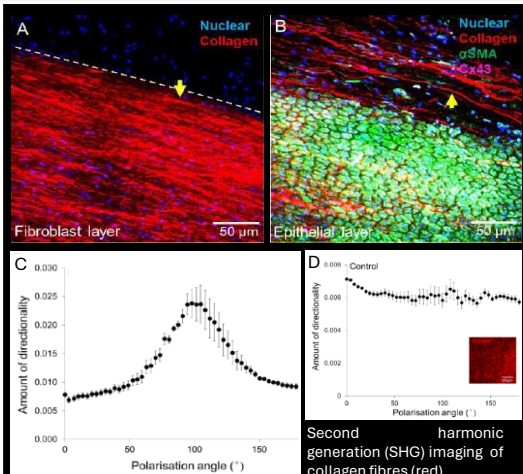 A
Nuclear
Collagen
Fibroblast layer
50 µm
B
Nuclear
Collagen
αSMA
Cx43
Epithelial layer
50 µm
C
Amount of directionality
0.030
0.025
0.020
0.015
0.010
0.005
0.000
0 50 100 150
Polarisation angle (°)
D
Control
Amount of directionality
0.008
0.006
0.004
0.002
0
0 50 100 150
Polarisation angle (°)
Second harmonic
generation (SHG) imaging of
collagen fibres (red)